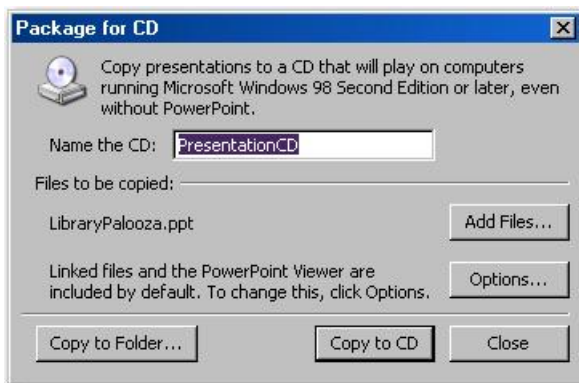 Package for CD
Copy presentations to a CD that will play on computers
running Microsoft Windows 98 Second Edition or later, even
without PowerPoint.
Name the CD: PresentationCD
Files to be copied:
LibraryPalooza.ppt
Add Files...
Linked files and the PowerPoint Viewer are
included by default. To change this, click Options.
Options...
Copy to Folder... Copy to CD Close